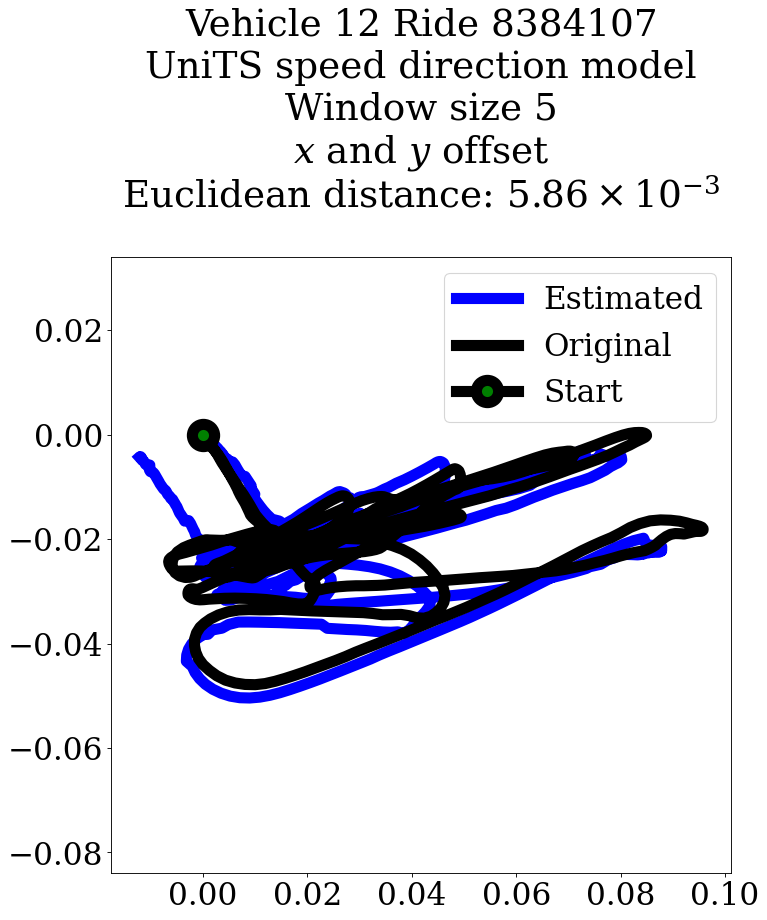 Vehicle 12 Ride 8384107
UniTS speed direction model
Window size 5
x and y offset
Euclidean distance: 5.86 × 10⁻³
Estimated
Original
Start
0.02
0.00
−0.02
−0.04
−0.06
−0.08
0.00 0.02 0.04 0.06 0.08 0.10